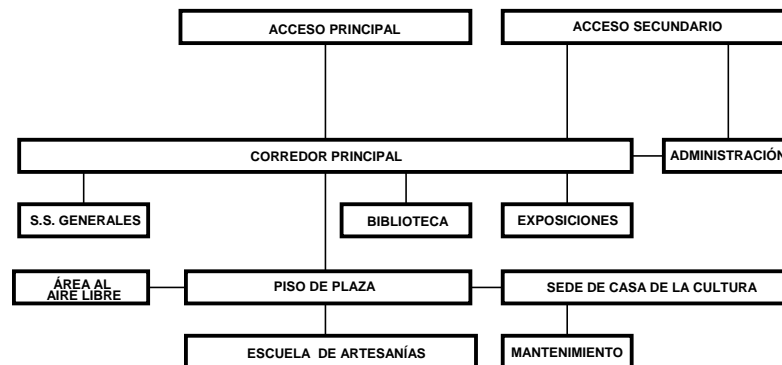 ACCESO PRINCIPAL
ACCESO SECUNDARIO
CORREDOR PRINCIPAL
ADMINISTRACIÓN
S.S. GENERALES
BIBLIOTECA
EXPOSICIONES
ÁREA AL
AIRE LIBRE
PISO DE PLAZA
SEDE DE CASA DE LA CULTURA
ESCUELA DE ARTESANÍAS
MANTENIMIENTO